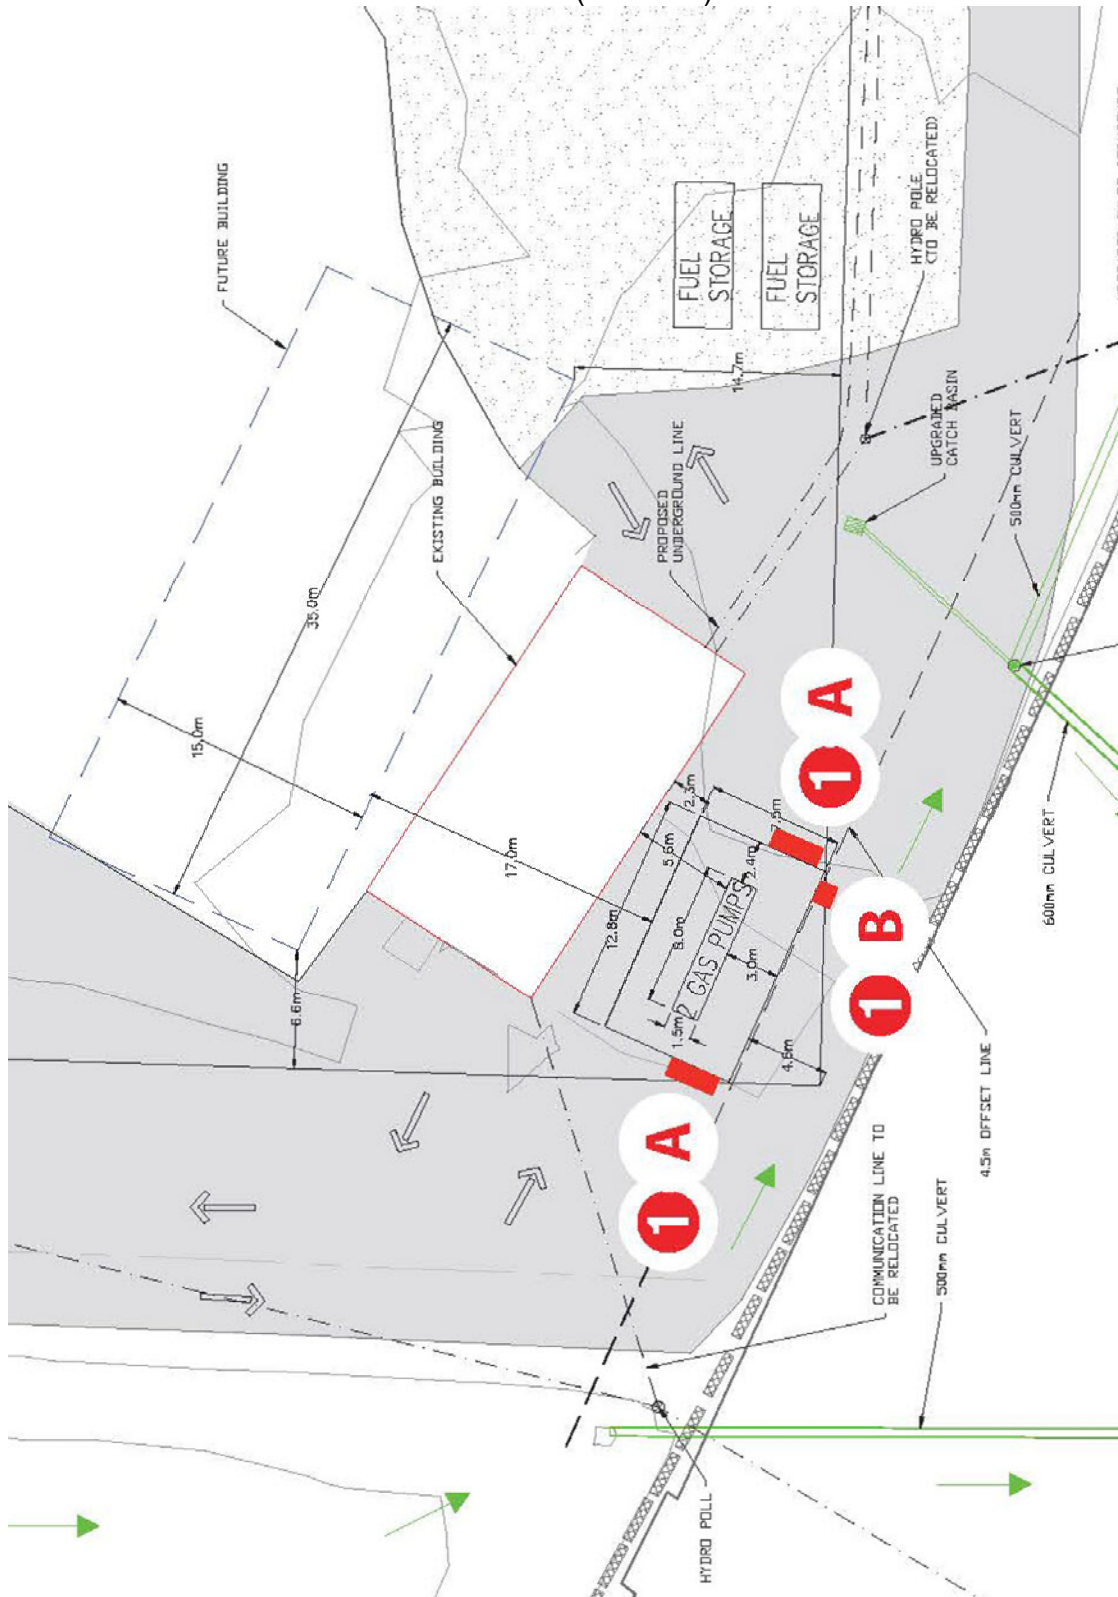 FUTURE BUILDING
EXISTING BUILDING
FUEL
STORAGE
FUEL
STORAGE
HYDRO POLE
(TO BE RELOCATED)
14.7m
UPGRADED
CATCH BASIN
PROPOSED
UNDERGROUND LINE
500mm CULVERT
35.0m
15.0m
17.0m
1 A
2.3m
7.5m
5.6m
2.4m
12.8m
8.0m
2 GAS PUMPS
3.0m
1.5m
4.6m
6.6m
600mm CULVERT
1 B
4.5m OFFSET LINE
1 A
COMMUNICATION LINE TO
BE RELOCATED
500mm CULVERT
HYDRO POLL